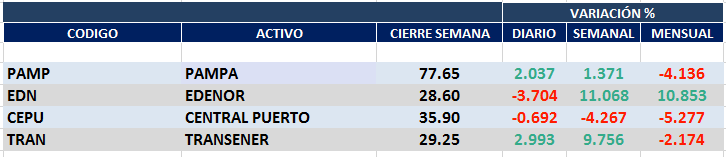 VARIACIÓN %
CODIGO ACTIVO CIERRE SEMANA DIARIO SEMANAL MENSUAL
PAMP PAMPA 77.65 2.037 1.371 -4.136
EDN EDENOR 28.60 -3.704 11.068 10.853
CEPU CENTRAL PUERTO 35.90 -0.692 -4.267 -5.277
TRAN TRANSENER 29.25 2.993 9.756 -2.174